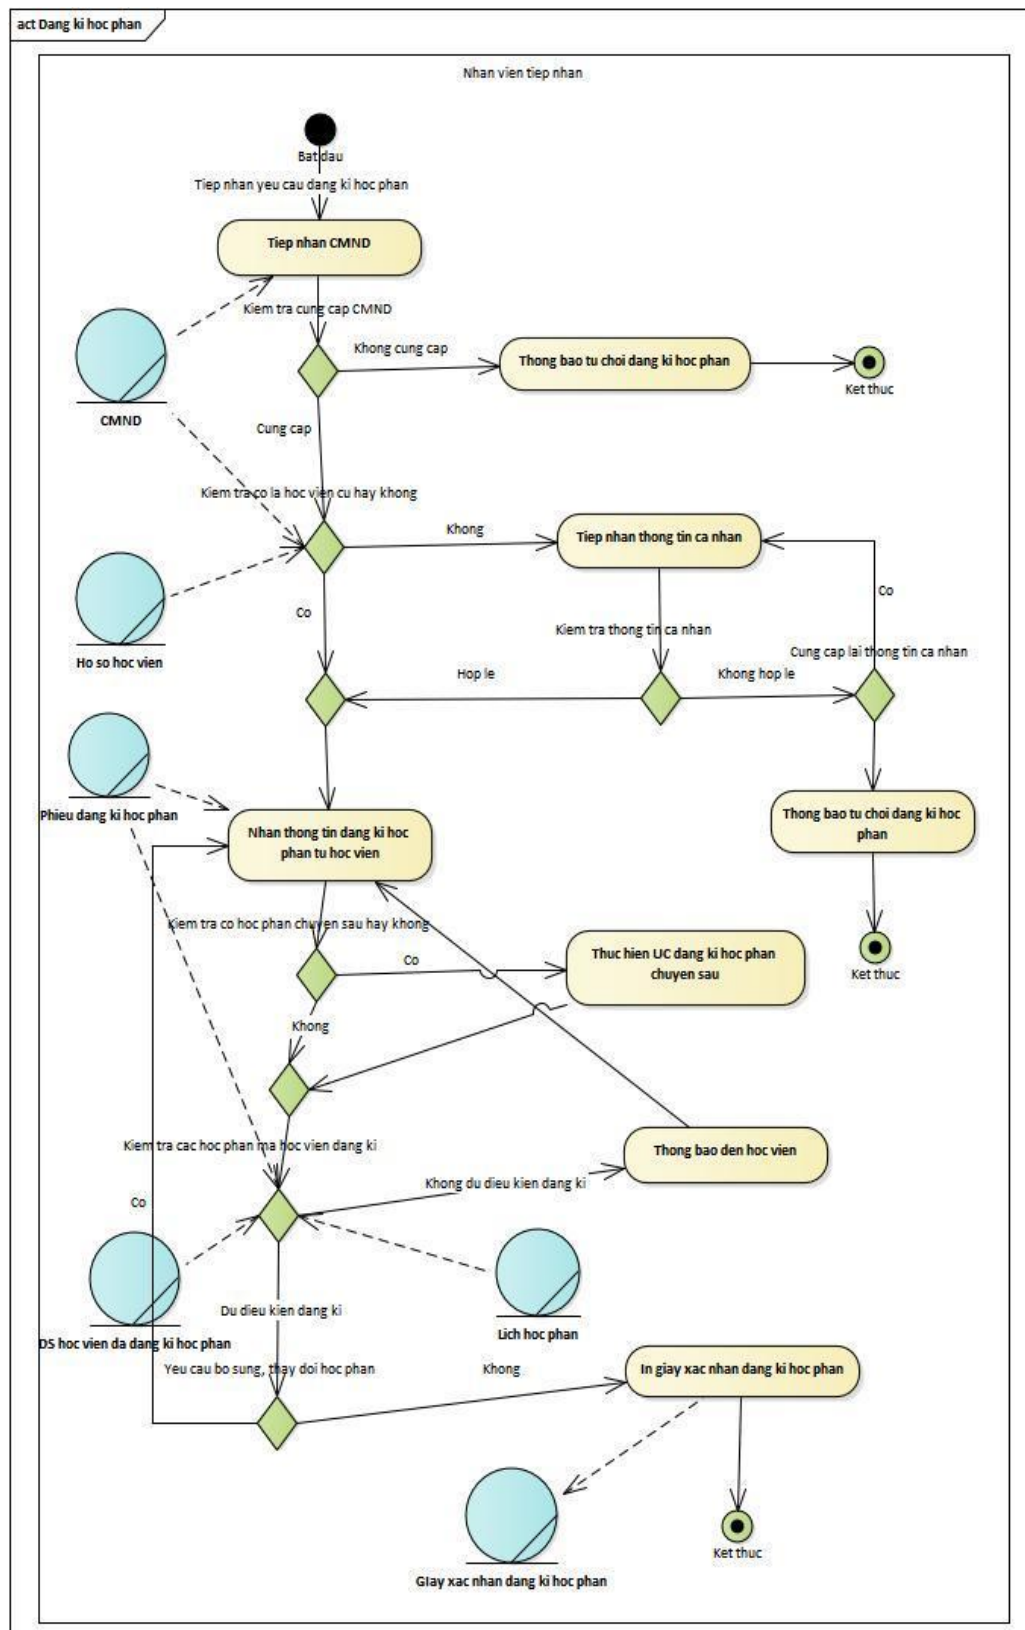 act Dang ki hoc phan
Nhan vien tiep nhan
Bat dau
Tiep nhan yeu cau dang ki hoc phan
Tiep nhan CMND
Kiem tra cung cap CMND
Khong cung cap
Thong bao tu choi dang ki hoc phan
Ket thuc
CMND
Cung cap
Kiem tra co la hoc vien cu hay khong
Khong
Tiep nhan thong tin ca nhan
Co
Co
Kiem tra thong tin ca nhan
Ho so hoc vien
Hop le
Khong hop le
Cung cap lai thong tin ca nhan
Phieu dang ki hoc phan
Nhan thong tin dang ki hoc
phan tu hoc vien
Thong bao tu choi dang ki hoc
phan
Kiem tra co hoc phan chuyen sau hay khong
Co
Thuc hien UC dang ki hoc phan
chuyen sau
Ket thuc
Khong
Kiem tra cac hoc phan ma hoc vien dang ki
Thong bao den hoc vien
Khong du dieu kien dang ki
Co
Du dieu kien dang ki
Lich hoc phan
DS hoc vien da dang ki hoc phan
Yeu cau bo sung, thay doi hoc phan
Khong
In giay xac nhan dang ki hoc phan
Ket thuc
GIay xac nhan dang ki hoc phan